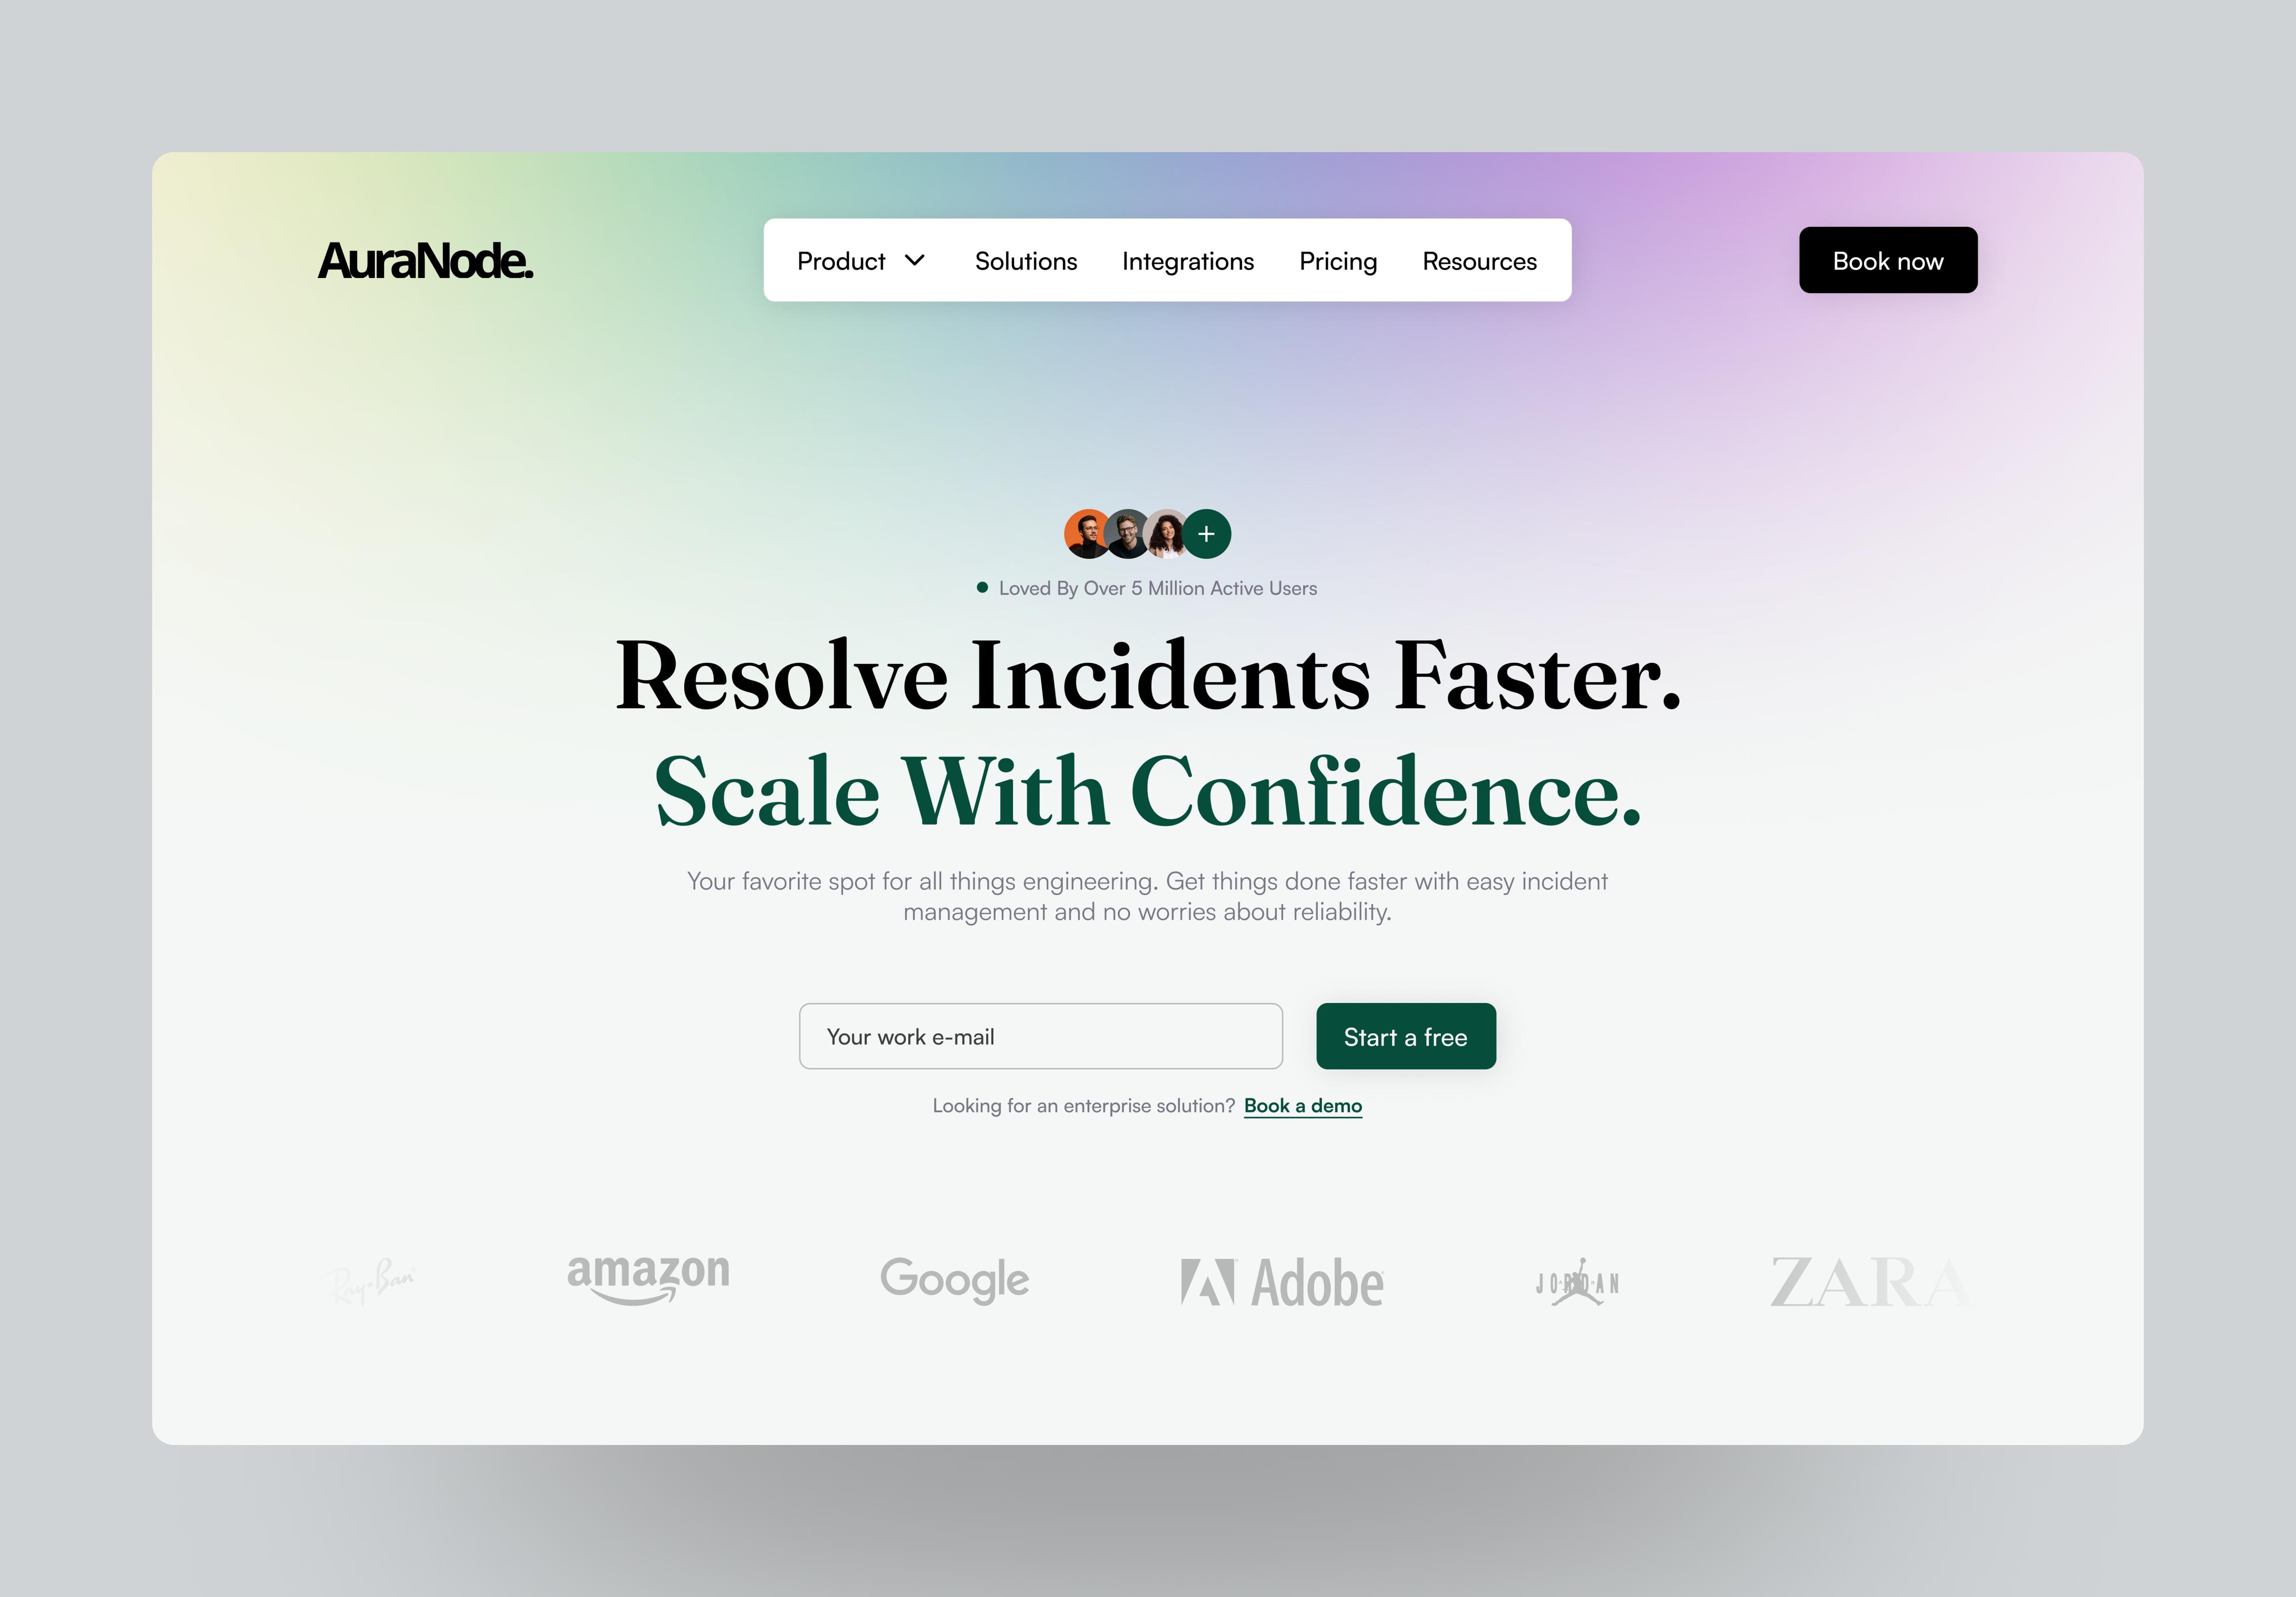 AuraNode.
Product
Solutions
Integrations
Pricing
Resources
Book now
Loved By Over 5 Million Active Users
Resolve Incidents Faster.
Scale With Confidence.
Your favorite spot for all things engineering. Get things done faster with easy incident
management and no worries about reliability.
Your work e-mail
Start a free
Looking for an enterprise solution? Book a demo
Ray-Ban
amazon
Google
Adobe
JORDAN
ZARA